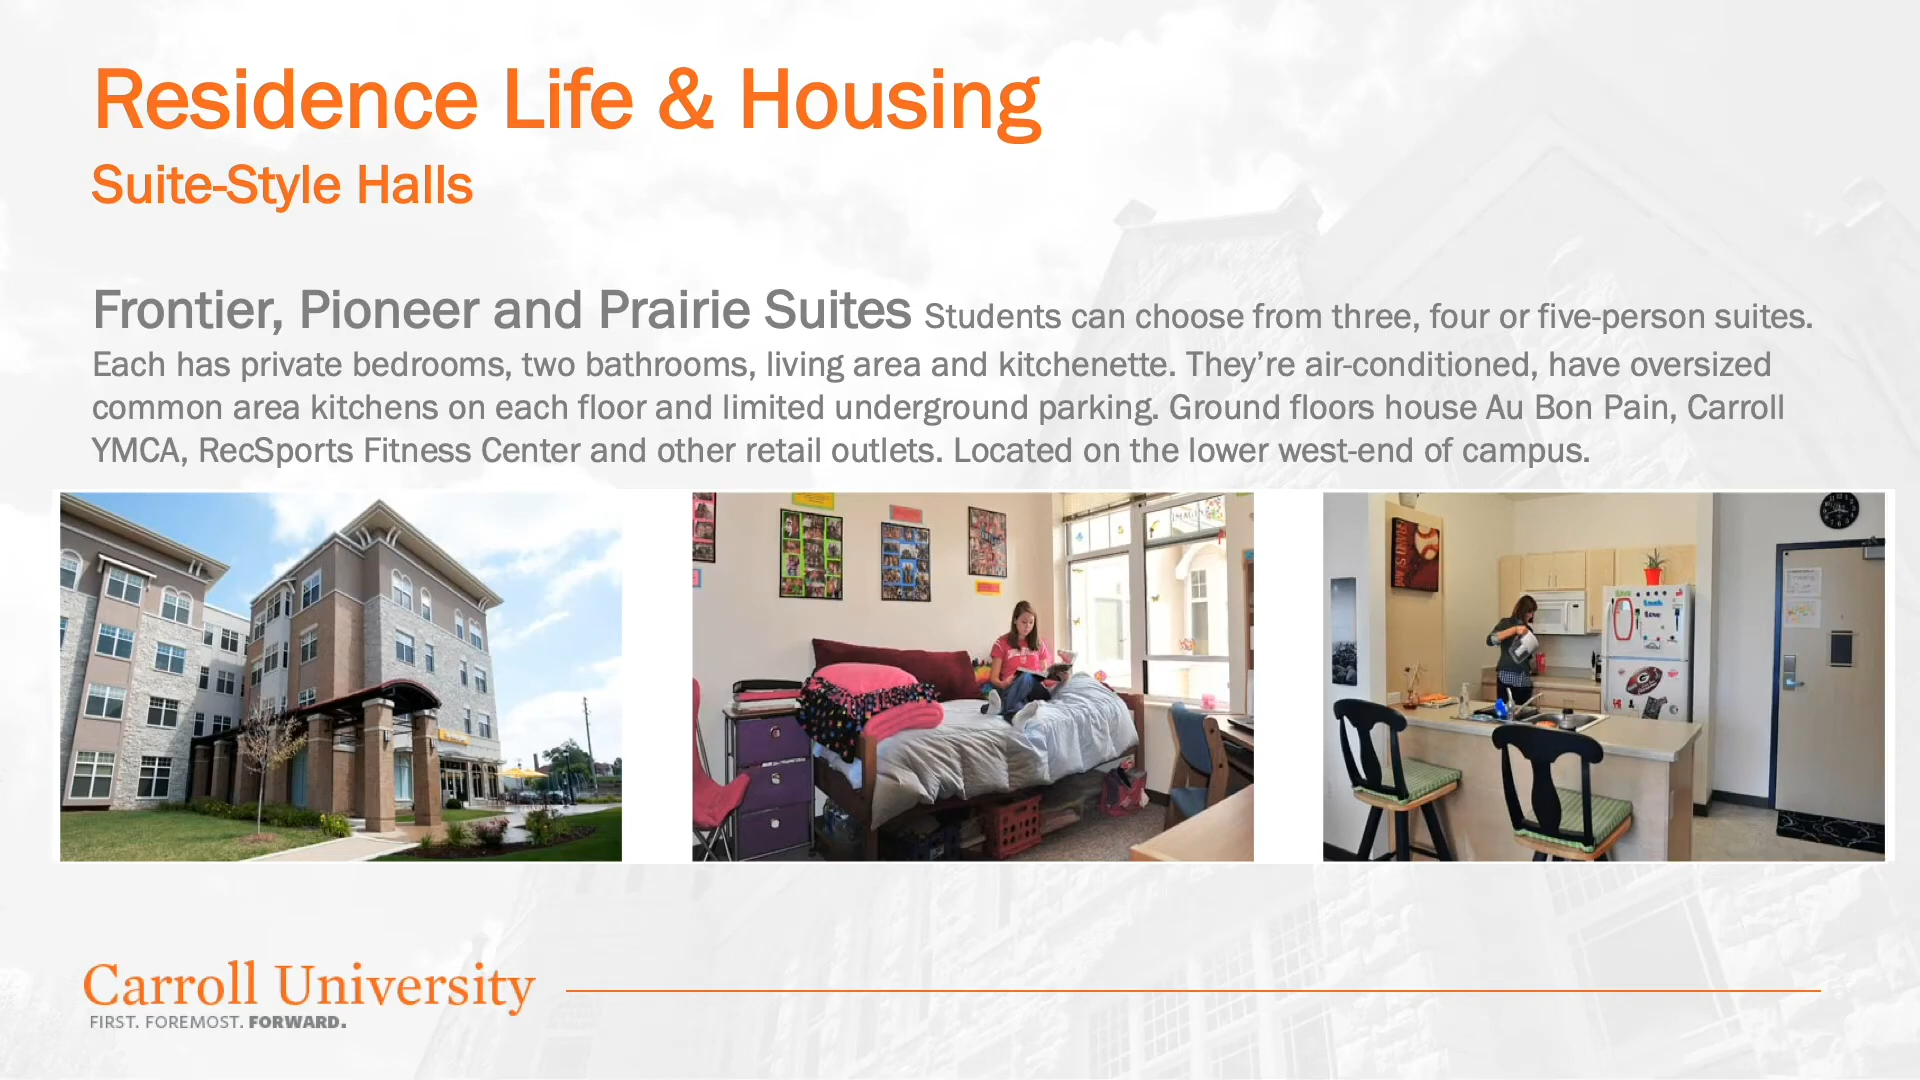 Residence Life & Housing
Suite-Style Halls
Frontier, Pioneer and Prairie Suites Students can choose from three, four or five-person suites.
Each has private bedrooms, two bathrooms, living area and kitchenette. They’re air-conditioned, have oversized
common area kitchens on each floor and limited underground parking. Ground floors house Au Bon Pain, Carroll
YMCA, RecSports Fitness Center and other retail outlets. Located on the lower west-end of campus.
Carroll University
FIRST. FOREMOST. FORWARD.